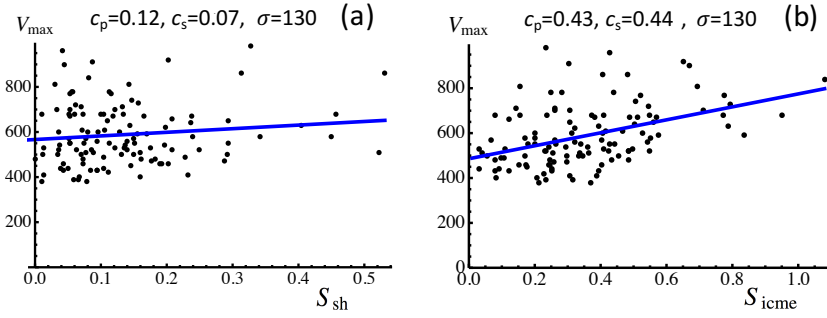 cp=0.12, cs=0.07, σ=130 (a)
Vmax
800
600
400
200
0.0 0.1 0.2 0.3 0.4 0.5
Ssh
cp=0.43, cs=0.44 , σ=130 (b)
Vmax
800
600
400
200
0
0.0 0.2 0.4 0.6 0.8 1.0
Sicme